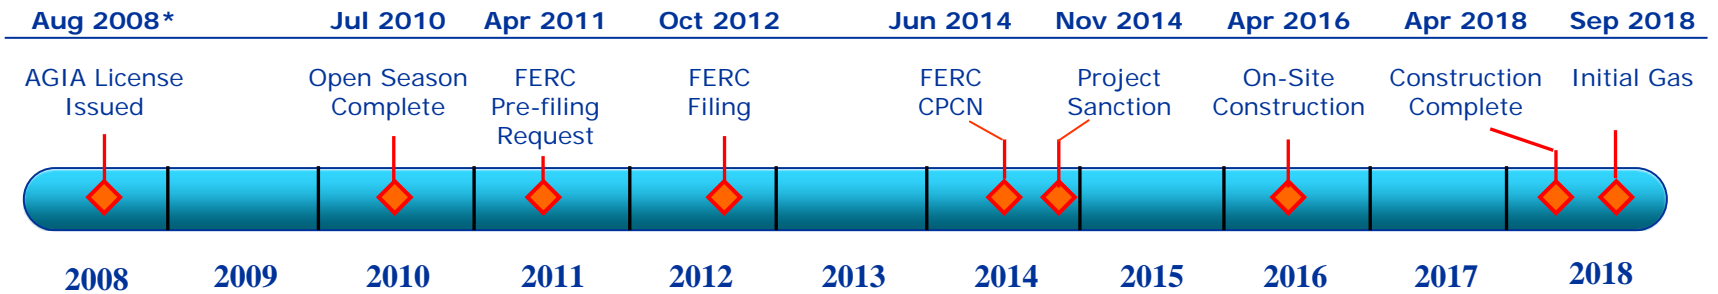 Aug 2008* Jul 2010 Apr 2011 Oct 2012 Jun 2014 Nov 2014 Apr 2016 Apr 2018 Sep 2018
AGIA License
Issued
Open Season
Complete
FERC
Pre-filing
Request
FERC
Filing
FERC
CPCN
Project
Sanction
On-Site
Construction
Construction
Complete
Initial Gas
2008 2009 2010 2011 2012 2013 2014 2015 2016 2017 2018